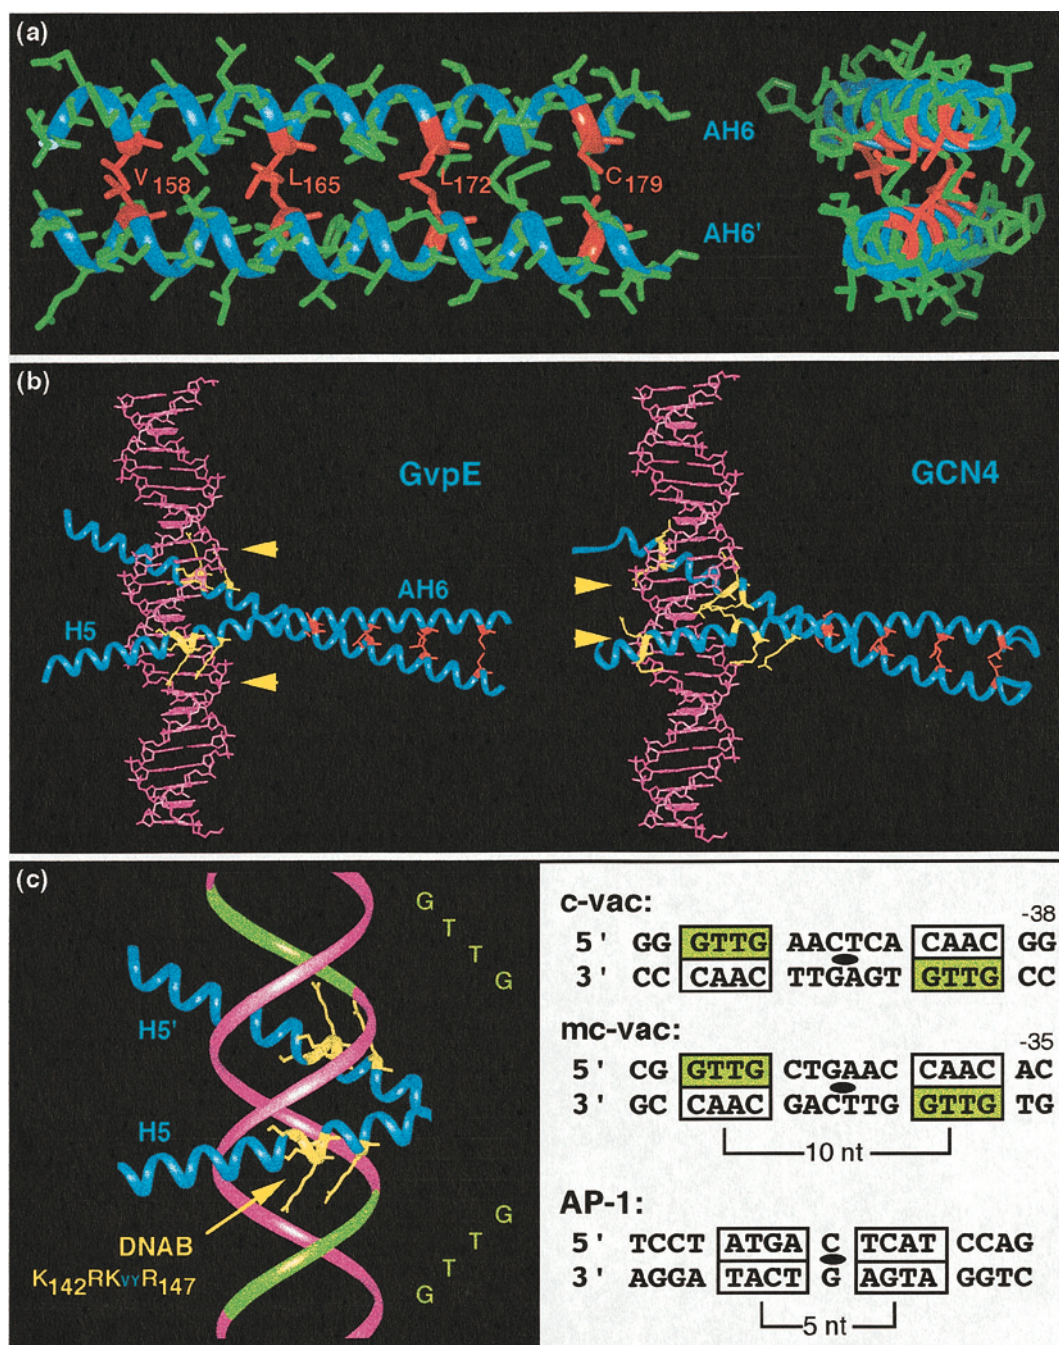 (a)
AH6
V158 L165 L172 C179
AH6'
(b)
GvpE
GCN4
AH6
H5
(c)
G
T
T
G
H5'
H5
DNAB
K142RKVYR147
G
T
T
G
c-vac:
-38
5' GG GTTG AACTCA CAAC GG
3' CC CAAC TTGAGT GTTG CC
mc-vac:
-35
5' CG GTTG CTGAAC CAAC AC
3' GC CAAC GACTTG GTTG TG
10 nt
AP-1:
5' TCCT ATGA C TCAT CCAG
3' AGGA TACT G AGTA GGTC
5 nt